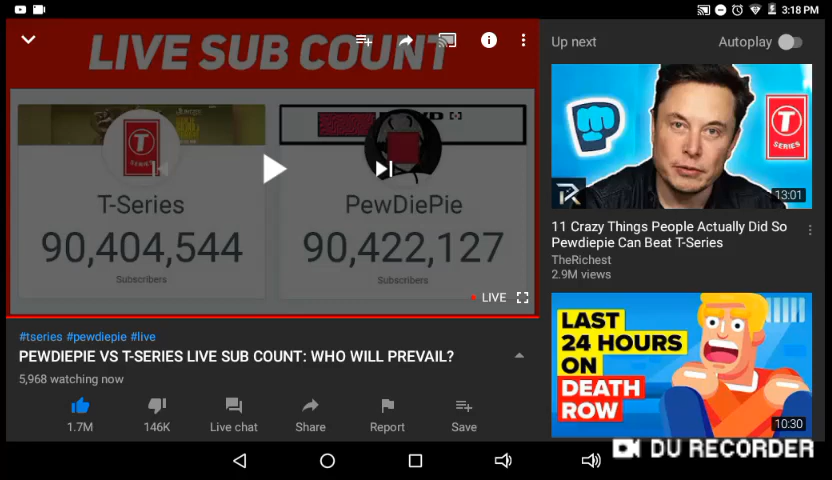 3:18 PM
LIVE SUB COUNT
T-SERIES
T-Series
90,404,544
Subscribers
PewDiePie
90,422,127
Subscribers
LIVE
#tseries #pewdiepie #live
PEWDIEPIE VS T-SERIES LIVE SUB COUNT: WHO WILL PREVAIL?
5,968 watching now
1.7M
146K
Live chat
Share
Report
Save
Up next
Autoplay
T-SERIES
13:01
11 Crazy Things People Actually Did So
Pewdiepie Can Beat T-Series
TheRichest
2.9M views
LAST
24 HOURS
ON
DEATH
ROW
10:30
DU RECORDER